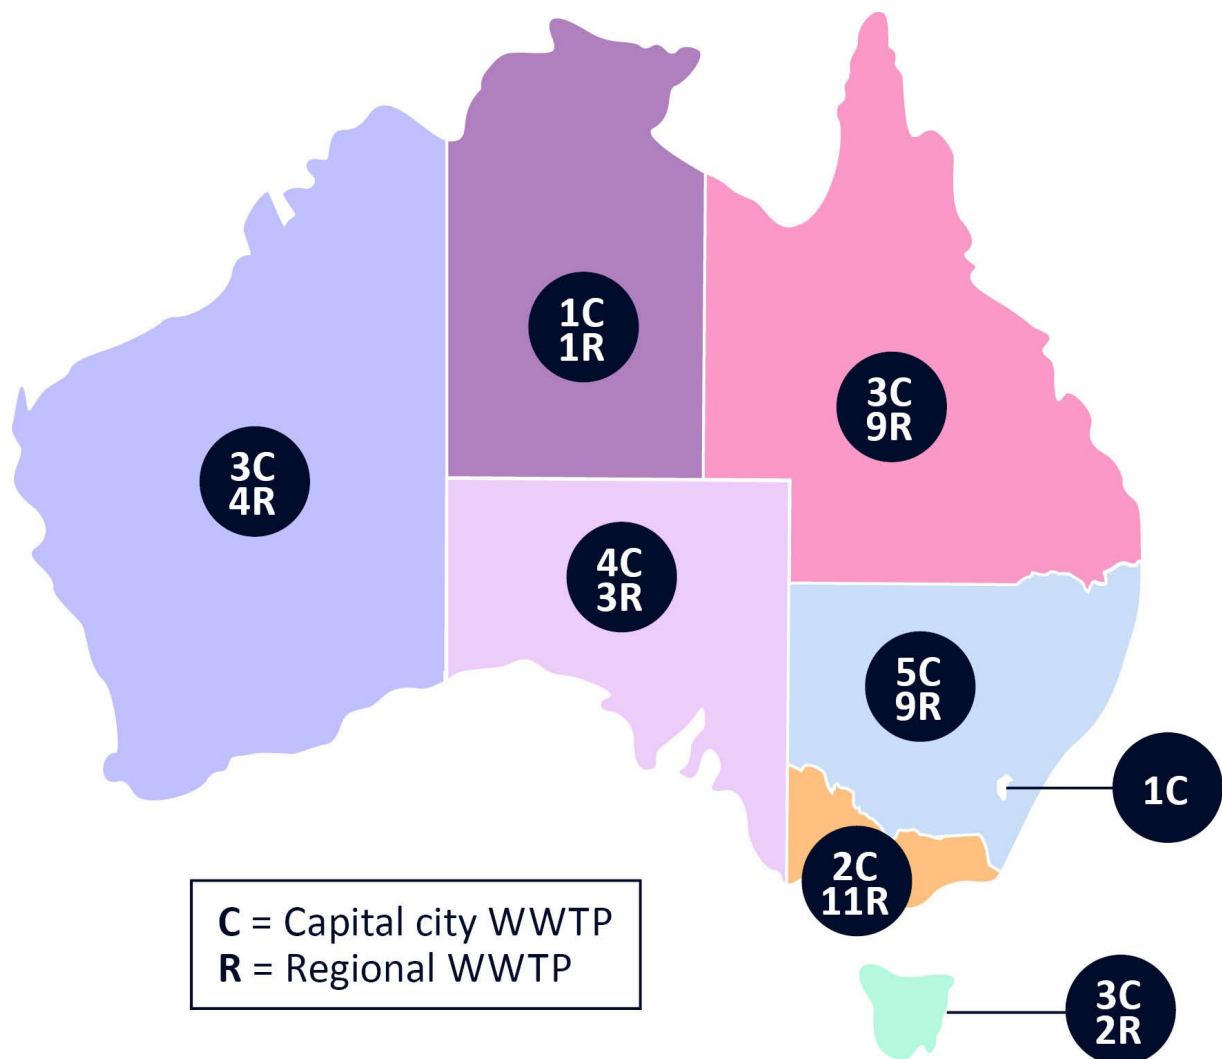 1C
1R
3C
9R
3C
4R
4C
3R
5C
9R
1C
2C
11R
C = Capital city WWTP
R = Regional WWTP
3C
2R